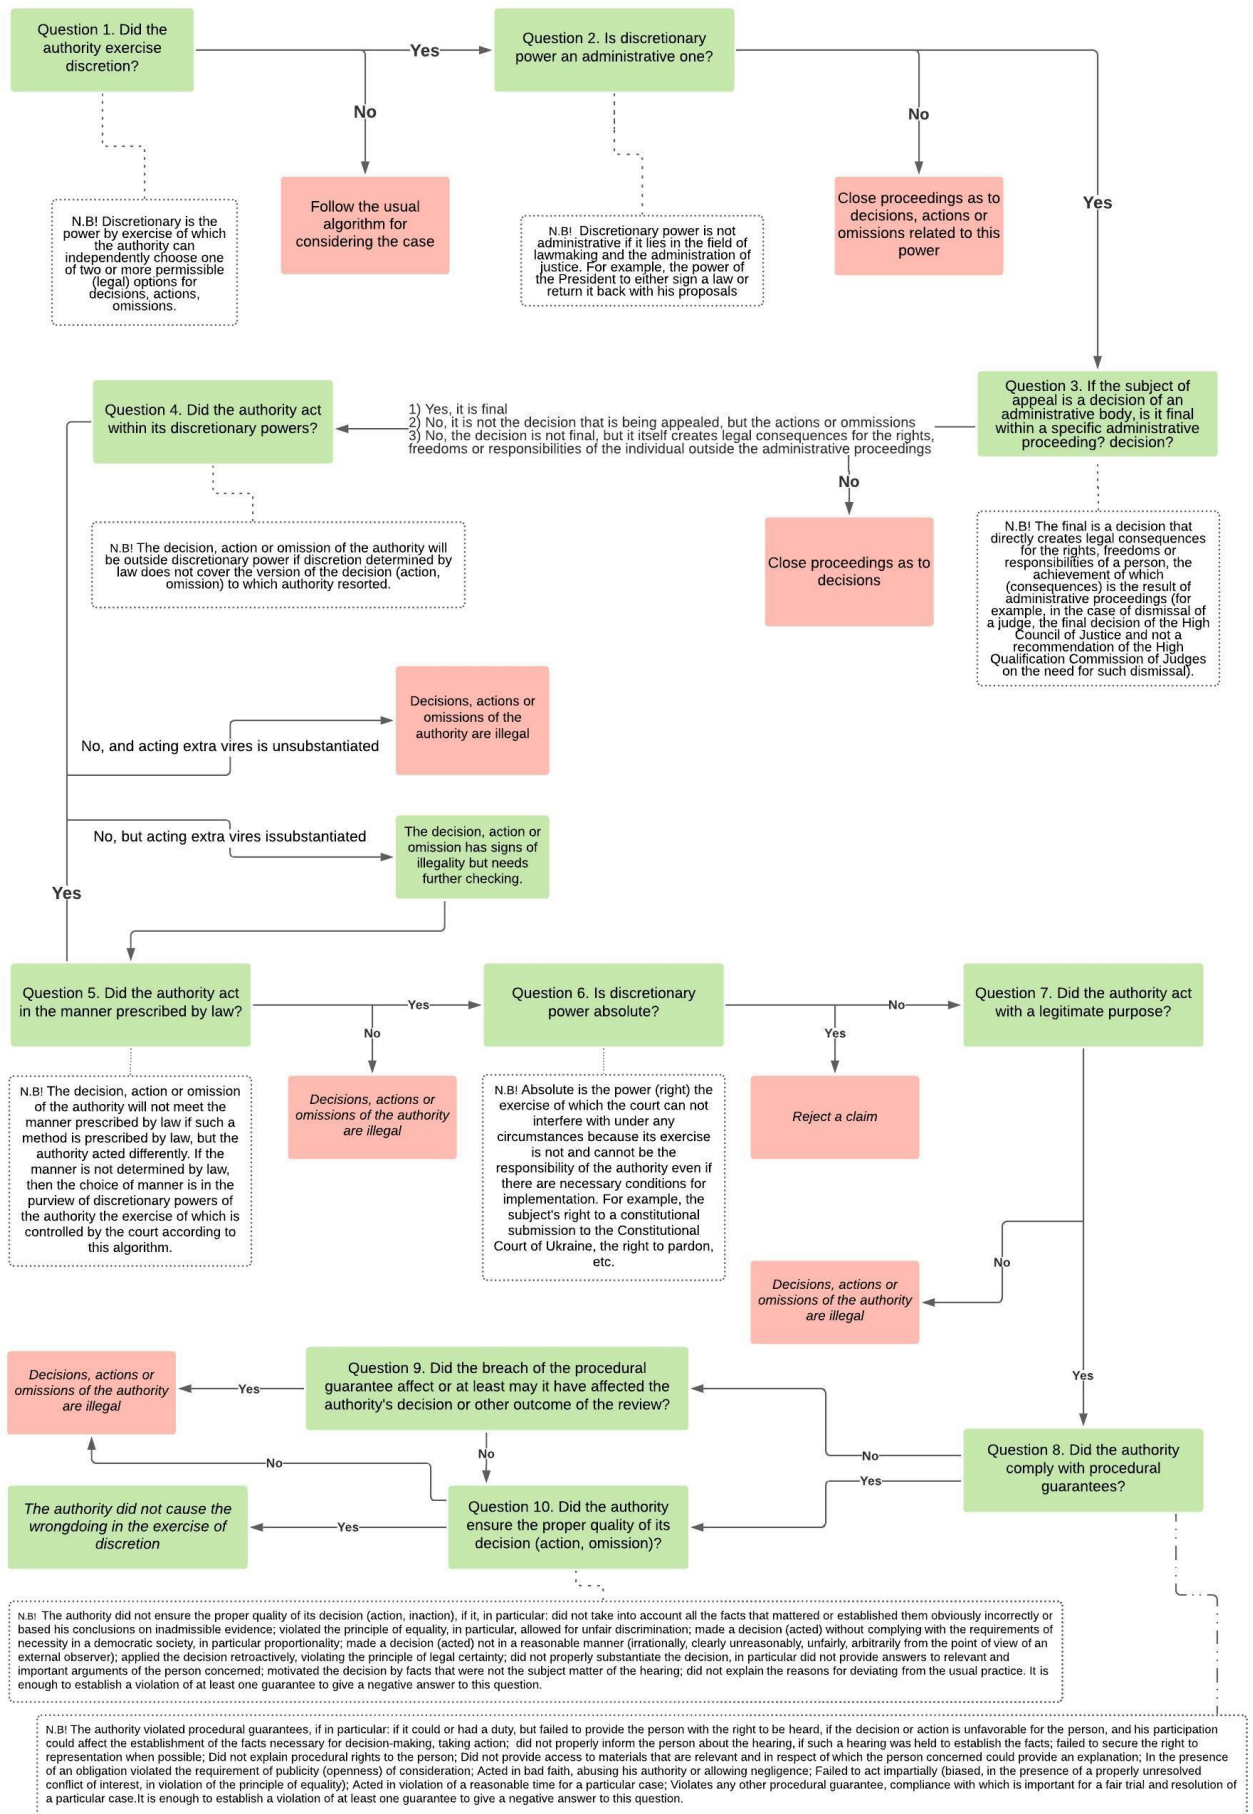 Question 1. Did the
authority exercise
discretion?
Yes
No
Question 2. Is discretionary
power an administrative one?
No
Yes
N.B! Discretionary is the
power by exercise of which
the authority can
independently choose one
of two or more permissible
(legal) options for
decisions, actions,
omissions.
Follow the usual
algorithm for
considering the case
N.B!  Discretionary power is not
administrative if it lies in the field of
lawmaking and the administration of
justice. For example, the power of
the President to either sign a law or
return it back with his proposals
Close proceedings as to
decisions, actions or
omissions related to this
power
Question 3. If the subject of
appeal is a decision of an
administrative body, is it final
within a specific administrative
proceeding? decision?
1) Yes, it is final
2) No, it is not the decision that is being appealed, but the actions or ommissions
3) No, the decision is not final, but it itself creates legal consequences for the rights,
freedoms or responsibilities of the individual outside the administrative proceedings
No
Question 4. Did the authority act
within its discretionary powers?
N.B! The decision, action or omission of the authority will
be outside discretionary power if discretion determined by
law does not cover the version of the decision (action,
omission) to which authority resorted.
Close proceedings as to
decisions
N.B! The final is a decision that
directly creates legal consequences
for the rights, freedoms or
responsibilities of a person, the
achievement of which
(consequences) is the result of
administrative proceedings (for
example, in the case of dismissal of
a judge, the final decision of the High
Council of Justice and not a
recommendation of the High
Qualification Commission of Judges
on the need for such dismissal).
No, and acting extra vires is unsubstantiated
Decisions, actions or
omissions of the
authority are illegal
No, but acting extra vires issubstantiated
The decision, action or
omission has signs of
illegality but needs
further checking.
Yes
Question 5. Did the authority act
in the manner prescribed by law?
Yes
No
Question 6. Is discretionary
power absolute?
No
Yes
Question 7. Did the authority act
with a legitimate purpose?
N.B! The decision, action or omission
of the authority will not meet the
manner prescribed by law if such a
method is prescribed by law, but the
authority acted differently. If the
manner is not determined by law,
then the choice of manner is in the
purview of discretionary powers of
the authority the exercise of which is
controlled by the court according to
this algorithm.
Decisions, actions or
omissions of the authority
are illegal
N.B! Absolute is the power (right) the
exercise of which the court can not
interfere with under any
circumstances because its exercise
is not and cannot be the
responsibility of the authority even if
there are necessary conditions for
implementation. For example, the
subject's right to a constitutional
submission to the Constitutional
Court of Ukraine, the right to pardon,
etc.
Reject a claim
No
Decisions, actions or
omissions of the authority
are illegal
Yes
Decisions, actions or
omissions of the authority
are illegal
Yes
Question 9. Did the breach of the procedural
guarantee affect or at least may it have affected the
authority's decision or other outcome of the review?
No
No
No
Yes
Question 8. Did the authority
comply with procedural
guarantees?
The authority did not cause the
wrongdoing in the exercise of
discretion
Yes
Question 10. Did the authority
ensure the proper quality of its
decision (action, omission)?
N.B!  The authority did not ensure the proper quality of its decision (action, inaction), if it, in particular: did not take into account all the facts that mattered or established them obviously incorrectly or
based his conclusions on inadmissible evidence; violated the principle of equality, in particular, allowed for unfair discrimination; made a decision (acted) without complying with the requirements of
necessity in a democratic society, in particular proportionality; made a decision (acted) not in a reasonable manner (irrationally, clearly unreasonably, unfairly, arbitrarily from the point of view of an
external observer); applied the decision retroactively, violating the principle of legal certainty; did not properly substantiate the decision, in particular did not provide answers to relevant and
important arguments of the person concerned; motivated the decision by facts that were not the subject matter of the hearing; did not explain the reasons for deviating from the usual practice. It is
enough to establish a violation of at least one guarantee to give a negative answer to this question.
N.B! The authority violated procedural guarantees, if in particular: if it could or had a duty, but failed to provide the person with the right to be heard, if the decision or action is unfavorable for the person, and his participation
could affect the establishment of the facts necessary for decision-making, taking action;  did not properly inform the person about the hearing, if such a hearing was held to establish the facts; failed to secure the right to
representation when possible; Did not explain procedural rights to the person; Did not provide access to materials that are relevant and in respect of which the person concerned could provide an explanation; In the presence
of an obligation violated the requirement of publicity (openness) of consideration; Acted in bad faith, abusing his authority or allowing negligence; Failed to act impartially (biased, in the presence of a properly unresolved
conflict of interest, in violation of the principle of equality); Acted in violation of a reasonable time for a particular case; Violates any other procedural guarantee, compliance with which is important for a fair trial and resolution of
a particular case.It is enough to establish a violation of at least one guarantee to give a negative answer to this question.